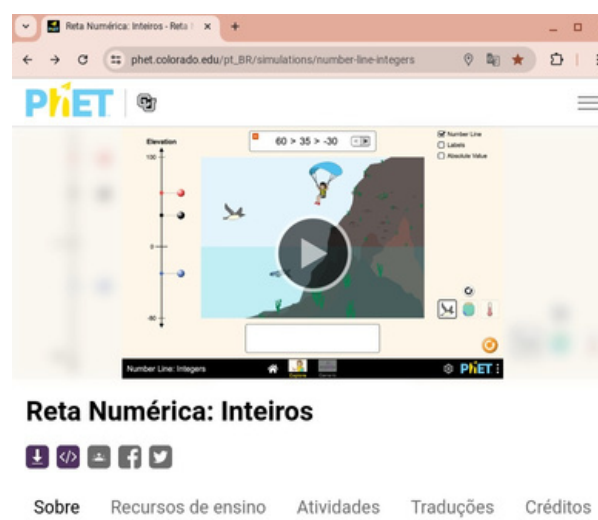 Reta Numérica: Inteiros - Reta
phet.colorado.edu/pt_BR/simulations/number-line-integers
PhET
Elevation
60 > 35 > -30
Number Line
Labels
Absolute Value
100
0
Number Line: Integers
PhET
Reta Numérica: Inteiros
Sobre Recursos de ensino Atividades Traduções Créditos